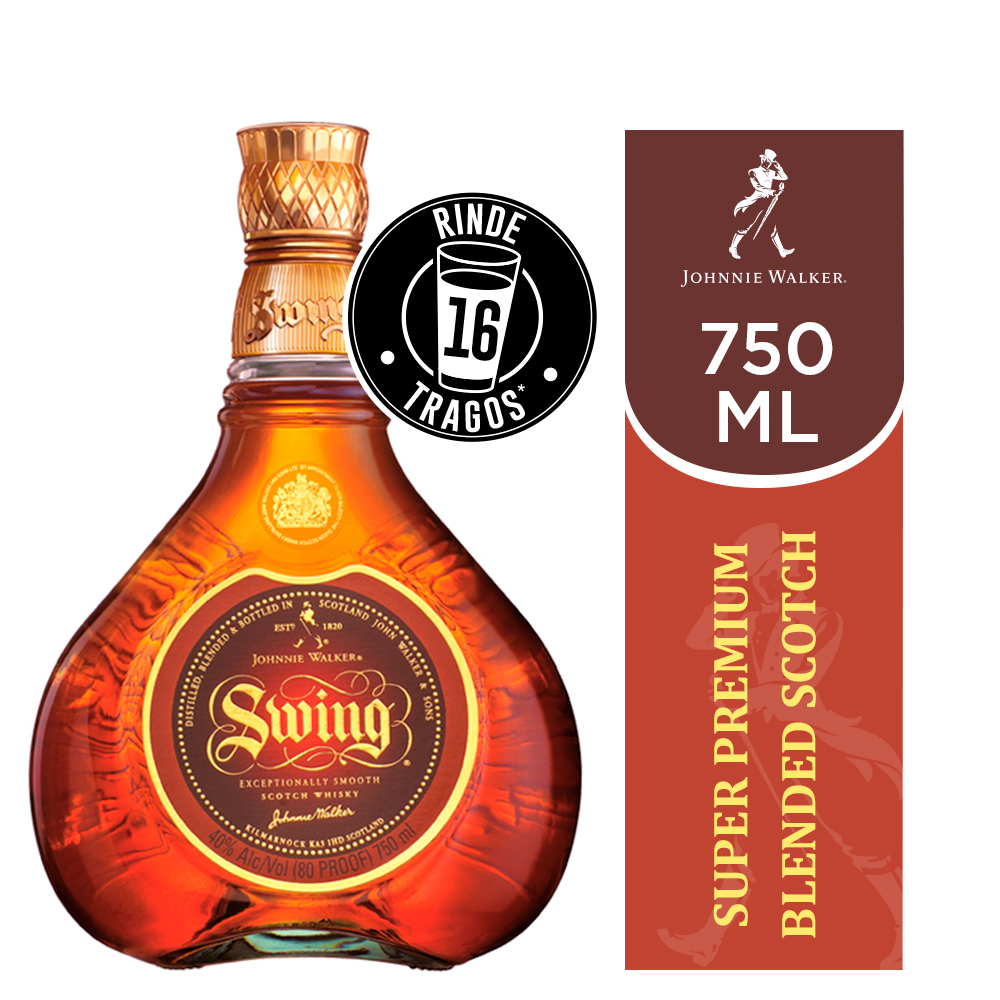 Swing
RINDE
16
TRAGOS*
JOHNNIE WALKER.
750
ML
SUPER PREMIUM
BLENDED SCOTCH
DISTILLED, BLENDED & BOTTLED IN SCOTLAND JOHN WALKER & SONS
ESTD 1820
JOHNNIE WALKER®
Swing®
EXCEPTIONALLY SMOOTH
SCOTCH WHISKY
Johnnie Walker
KILMARNOCK KA3 1HD SCOTLAND
40% Alc/Vol (80 PROOF) 750 ml